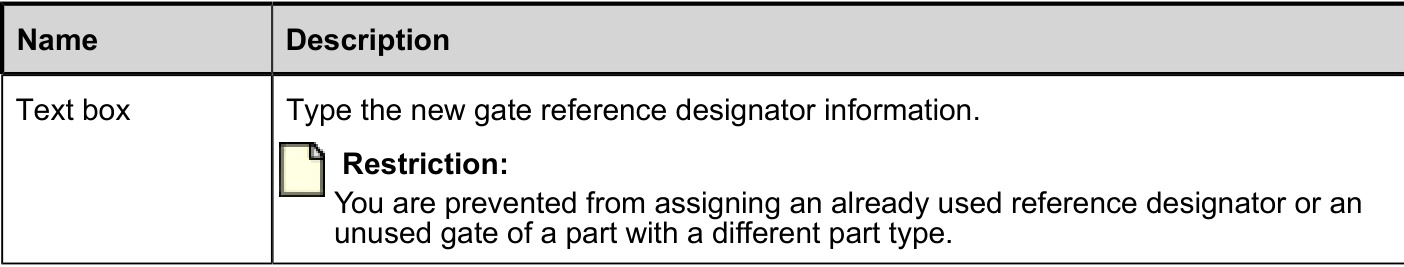 Name Description
Text box Type the new gate reference designator information.
Restriction:
You are prevented from assigning an already used reference designator or an
unused gate of a part with a different part type.